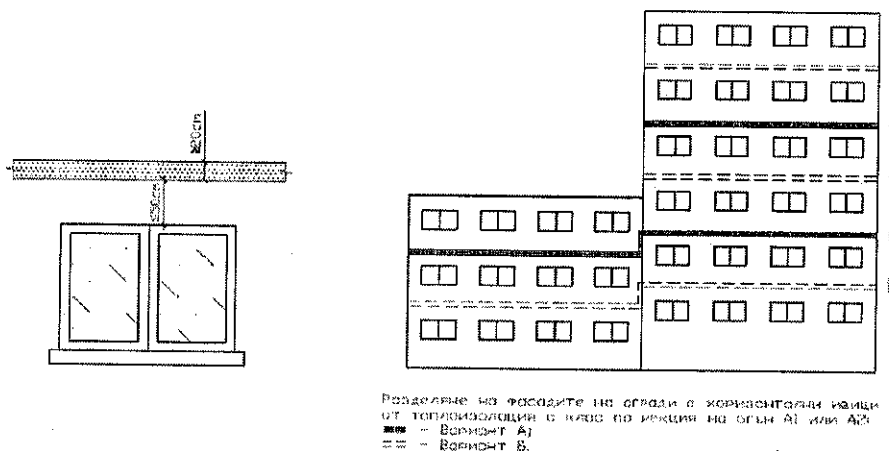 ≥20cm
≤50cm
Разделяне на фасадите на сгради с хоризонтални ивици
от топлоизолация с клас по реакция на огън А1 или А2:
- Вариант А;
- Вариант Б.